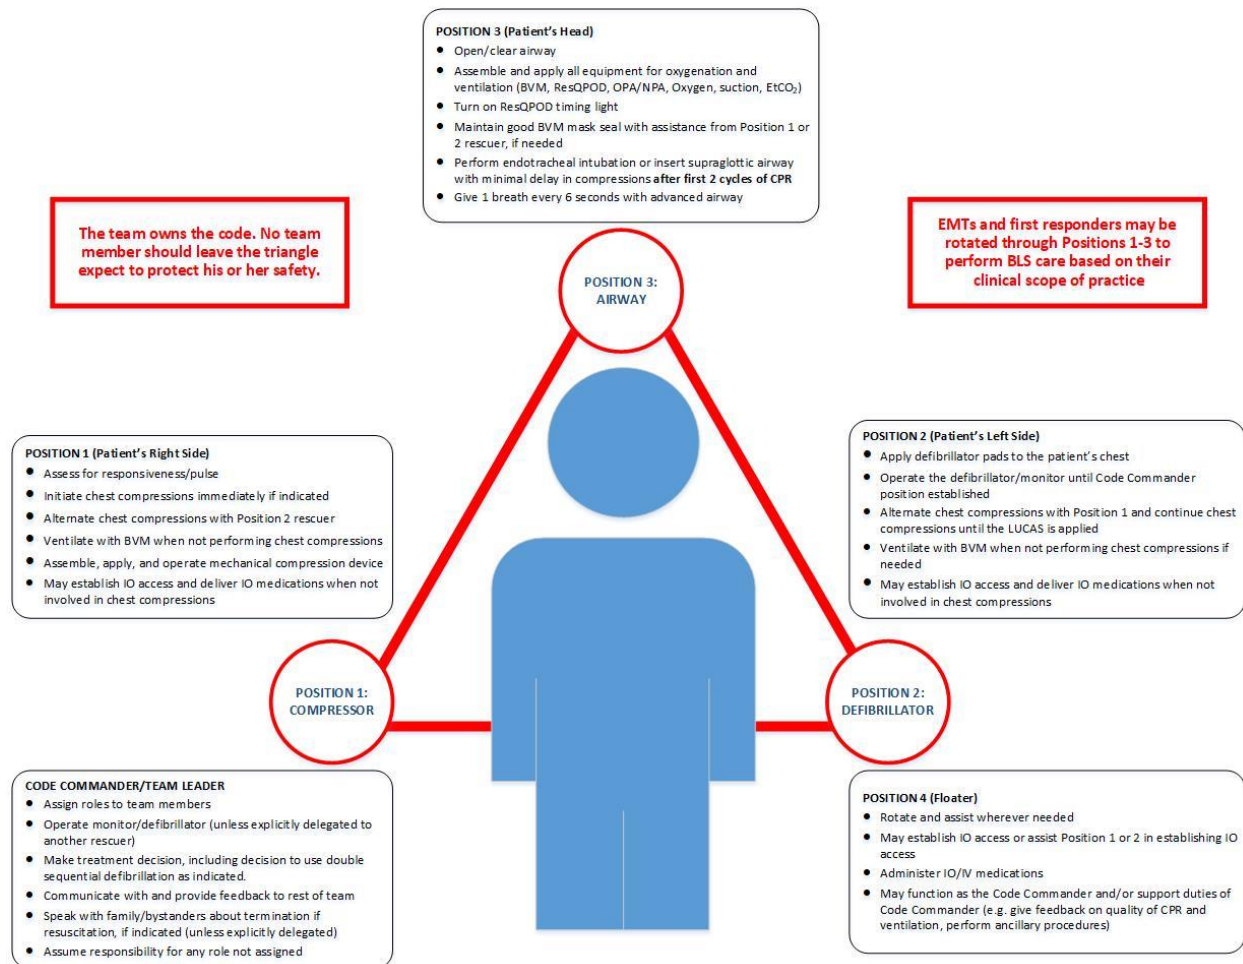 POSITION 3 (Patient's Head)
● Open/clear airway
● Assemble and apply all equipment for oxygenation and
ventilation (BVM, ResQPOD, OPA/NPA, Oxygen, suction, EtCO₂)
● Turn on ResQPOD timing light
● Maintain good BVM mask seal with assistance from Position 1 or
2 rescuer, if needed
● Perform endotracheal intubation or insert supraglottic airway
with minimal delay in compressions after first 2 cycles of CPR
● Give 1 breath every 6 seconds with advanced airway
The team owns the code. No team
member should leave the triangle
expect to protect his or her safety.
EMTs and first responders may be
rotated through Positions 1-3 to
perform BLS care based on their
clinical scope of practice
POSITION 3:
AIRWAY
POSITION 1 (Patient's Right Side)
● Assess for responsiveness/pulse
● Initiate chest compressions immediately if indicated
● Alternate chest compressions with Position 2 rescuer
● Ventilate with BVM when not performing chest compressions
● Assemble, apply, and operate mechanical compression device
● May establish IO access and deliver IO medications when not
involved in chest compressions
POSITION 2 (Patient's Left Side)
● Apply defibrillator pads to the patient's chest
● Operate the defibrillator/monitor until Code Commander
position established
● Alternate chest compressions with Position 1 and continue chest
compressions until the LUCAS is applied
● Ventilate with BVM when not performing chest compressions if
needed
● May establish IO access and deliver IO medications when not
involved in chest compressions
POSITION 1:
COMPRESSOR
POSITION 2:
DEFIBRILLATOR
CODE COMMANDER/TEAM LEADER
● Assign roles to team members
● Operate monitor/defibrillator (unless explicitly delegated to
another rescuer)
● Make treatment decision, including decision to use double
sequential defibrillation as indicated.
● Communicate with and provide feedback to rest of team
● Speak with family/bystanders about termination if
resuscitation, if indicated (unless explicitly delegated)
● Assume responsibility for any role not assigned
POSITION 4 (Floater)
● Rotate and assist wherever needed
● May establish IO access or assist Position 1 or 2 in establishing IO
access
● Administer IO/IV medications
● May function as the Code Commander and/or support duties of
Code Commander (e.g. give feedback on quality of CPR and
ventilation, perform ancillary procedures)